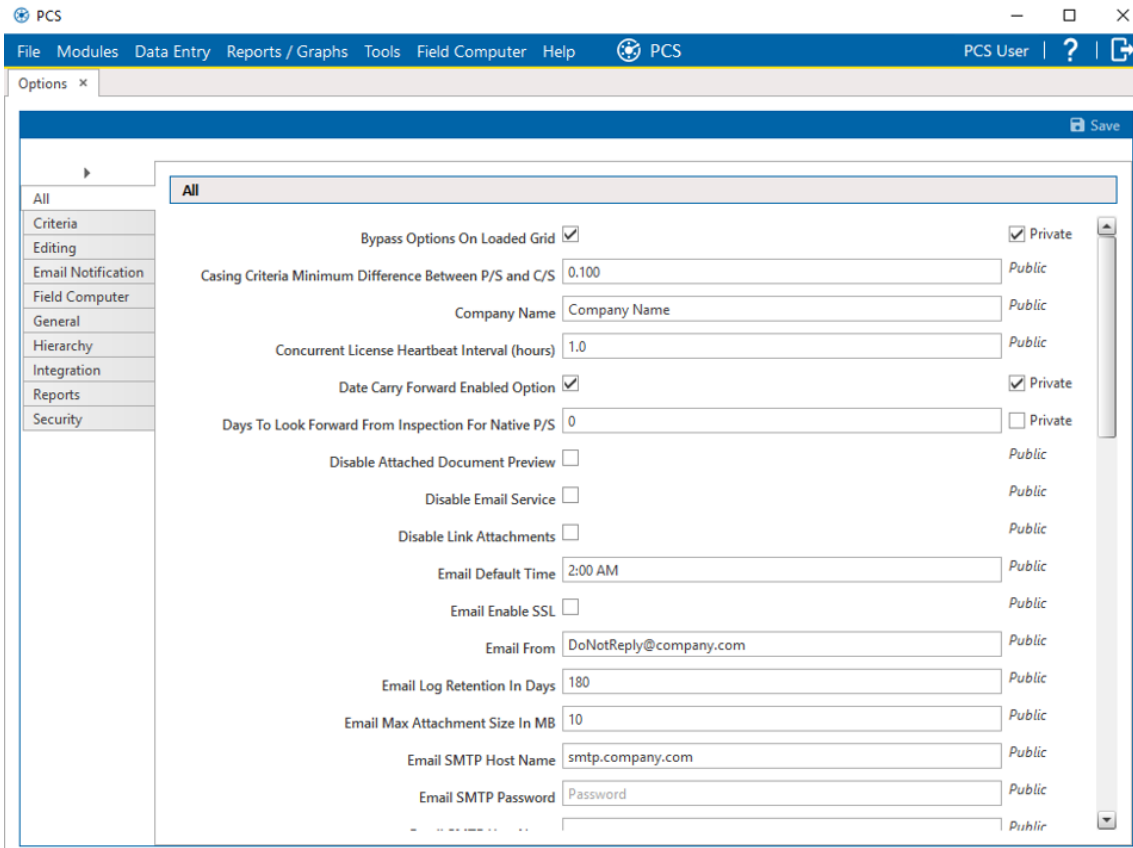 PCS
File Modules Data Entry Reports / Graphs Tools Field Computer Help PCS PCS User | ? |
Options ×
Save
All
Criteria
Editing
Email Notification
Field Computer
General
Hierarchy
Integration
Reports
Security
All
Bypass Options On Loaded Grid Private
Casing Criteria Minimum Difference Between P/S and C/S 0.100 Public
Company Name Company Name Public
Concurrent License Heartbeat Interval (hours) 1.0 Public
Date Carry Forward Enabled Option Private
Days To Look Forward From Inspection For Native P/S 0 Private
Disable Attached Document Preview Public
Disable Email Service Public
Disable Link Attachments Public
Email Default Time 2:00 AM Public
Email Enable SSL Public
Email From DoNotReply@company.com Public
Email Log Retention In Days 180 Public
Email Max Attachment Size In MB 10 Public
Email SMTP Host Name smtp.company.com Public
Email SMTP Password Password Public
Public